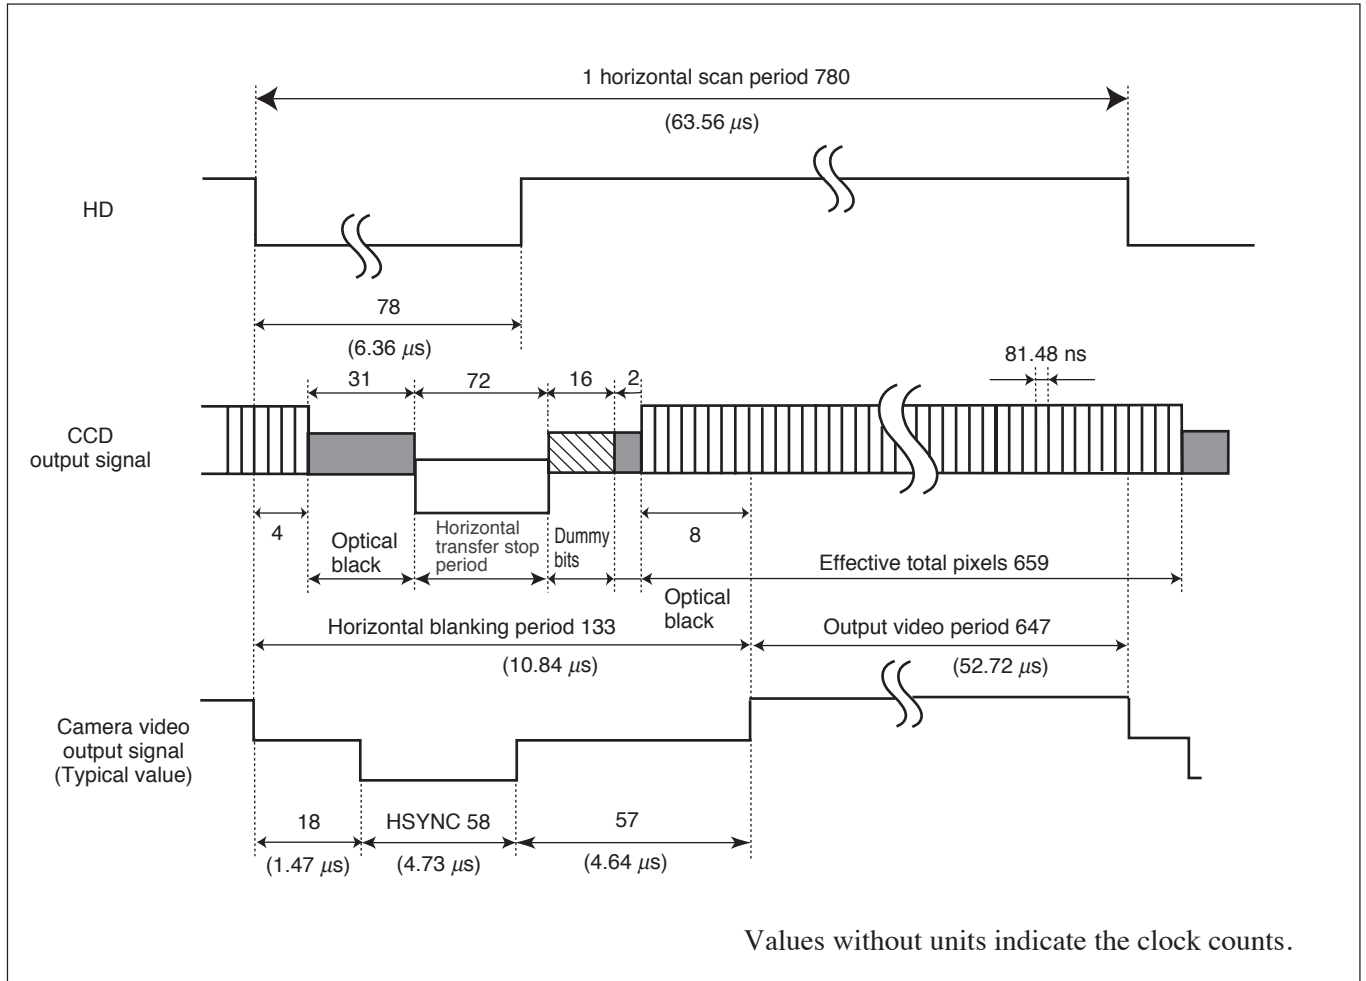 1 horizontal scan period 780
(63.56 µs)
HD
78
(6.36 µs)
81.48 ns
31
72
16
2
CCD
output signal
4
Optical
black
Horizontal
transfer stop
period
Dummy
bits
8
Effective total pixels 659
Optical
black
Horizontal blanking period 133
(10.84 µs)
Output video period 647
(52.72 µs)
Camera video
output signal
(Typical value)
18
(1.47 µs)
HSYNC 58
(4.73 µs)
57
(4.64 µs)
Values without units indicate the clock counts.